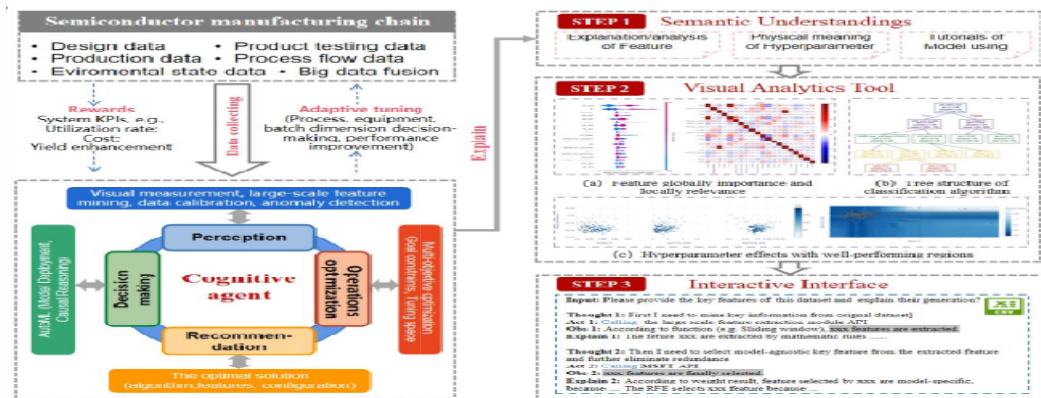 Semiconductor manufacturing chain
• Design data • Product testing data
• Production data • Process flow data
• Eviromental state data • Big data fusion
Rewards
System KPIs, e.g.,
Utilization rate:
Cost:
Yield enhancement
Data collecting
Adaptive tuning
(Process, equipment,
batch dimension decision-
making, performance
improvement)
Visual measurement, large-scale feature
mining, data calibration, anomaly detection
AutoML (Model Deployment,
Causal Reasoning)
Decision
making
Perception
Cognitive
agent
Operations
optimization
Multi-objective optimization
Goal constraints, Tuning space
Recommen-
dation
The optimal solution
(algorithm,features, configuration)
Explain
STEP 1 Semantic Understandings
Explanation/analysis
of Feature
Physical meaning
of Hyperparameter
Tutorials of
Model using
STEP 2 Visual Analytics Tool
(a) Feature globally importance and
locally relevance
(b) Tree structure of
classification algorithm
(c) Hyperparameter effects with well-performing regions
STEP 3 Interactive Interface
Input: Please provide the key features of this dataset and explain their generation?
Thought 1: First I need to mine key information from orignal dataset]
Act 1: Calling the large scale feature extraction module API
Obs 1: According to function (e.g. Sliding window), xxx features are extracted.
Explain 1: The feture xxx are extracted by mathematic rules ......
Thought 2: Then I need to select model-agnostic key feature from the extracted feature
and further eliminate redundance
Act 2: Calling API
Obs 2: xxx features are finally selected.
Explain 2: According to weight result, feature selected by xxx are model-specific,
because .... The RFE selects xxx feature because ...
CSV